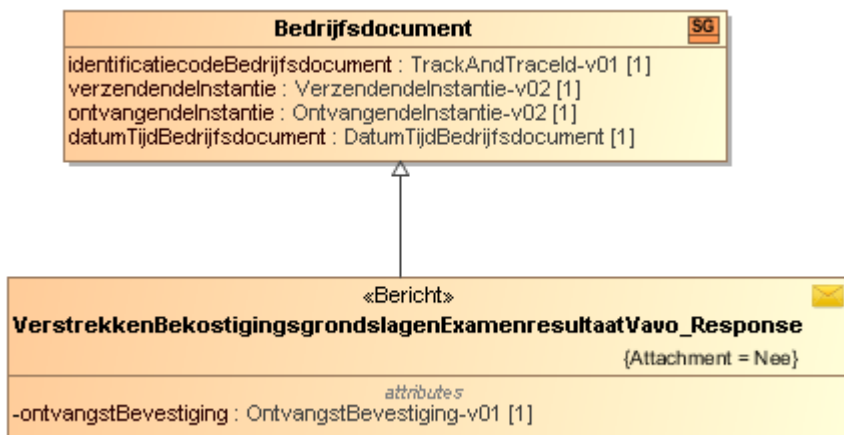 Bedrijfsdocument
SG
identificatiecodeBedrijfsdocument : TrackAndTraceId-v01 [1]
verzendendeInstantie : VerzendendeInstantie-v02 [1]
ontvangendeInstantie : OntvangendeInstantie-v02 [1]
datumTijdBedrijfsdocument : DatumTijdBedrijfsdocument [1]
«Bericht»
VerstrekkenBekostigingsgrondslagenExamenresultaatVavo_Response
{Attachment = Nee}
attributes
-ontvangstBevestiging : OntvangstBevestiging-v01 [1]